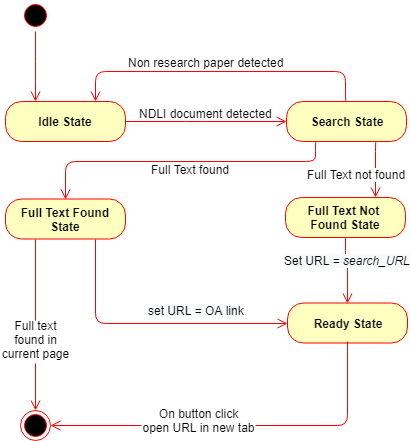 Non research paper detected
Idle State
NDLI document detected
Search State
Full Text found
Full Text not found
Full Text Found
State
Full Text Not
Found State
Set URL = search_URL
set URL = OA link
Ready State
Full text
found in
current page
On button click
open URL in new tab